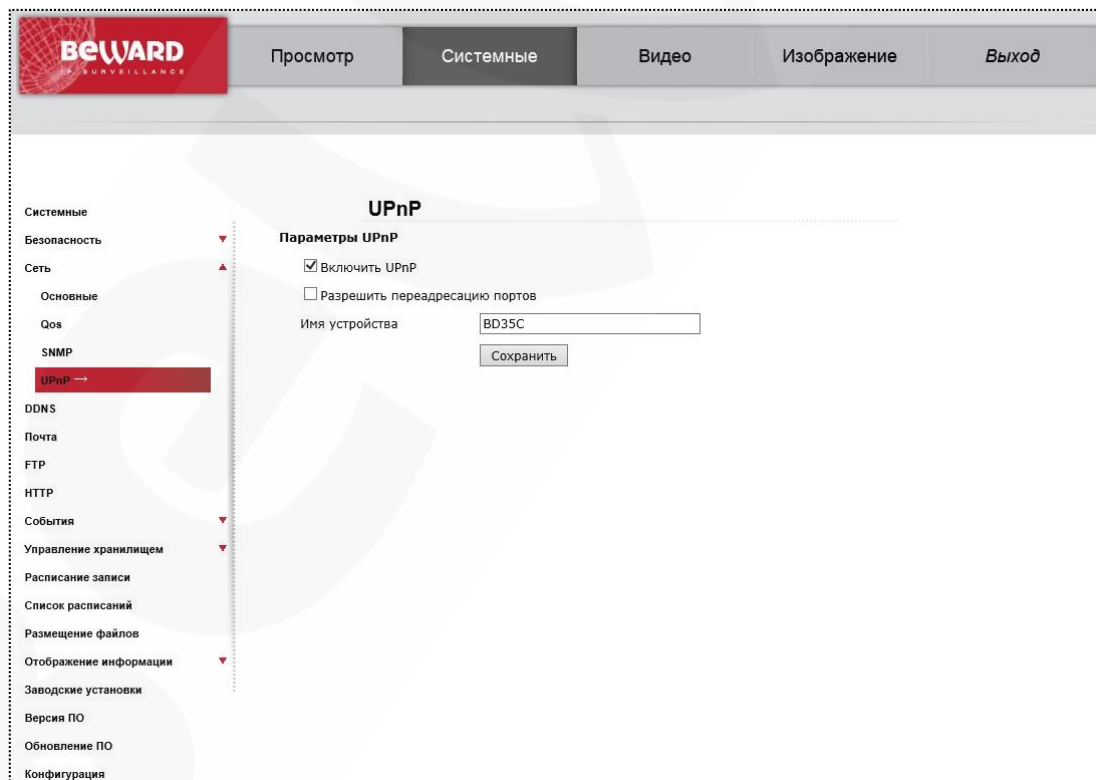 BEWARD
IP SURVEILLANCE
Просмотр
Системные
Видео
Изображение
Выход
Системные
Безопасность
Сеть
Основные
Qos
SNMP
UPnP →
DDNS
Почта
FTP
HTTP
События
Управление хранилищем
Расписание записи
Список расписаний
Размещение файлов
Отображение информации
Заводские установки
Версия ПО
Обновление ПО
Конфигурация
UPnP
Параметры UPnP
Включить UPnP
Разрешить переадресацию портов
Имя устройства BD35C
Сохранить